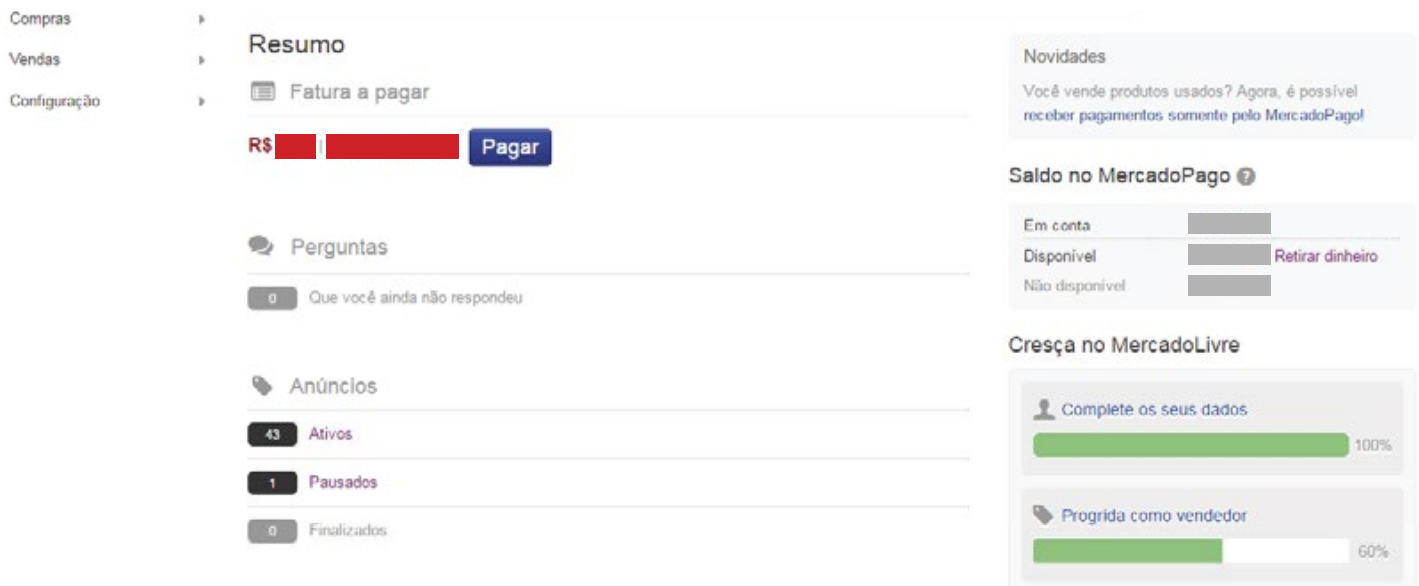 Compras
Vendas
Configuração
Resumo
Fatura a pagar
R$
Pagar
Perguntas
0 Que você ainda não respondeu
Anúncios
43 Ativos
1 Pausados
0 Finalizados
Novidades
Você vende produtos usados? Agora, é possível
receber pagamentos somente pelo MercadoPago!
Saldo no MercadoPago ?
Em conta
Disponível Retirar dinheiro
Não disponível
Cresça no MercadoLivre
Complete os seus dados
100%
Progrida como vendedor
60%